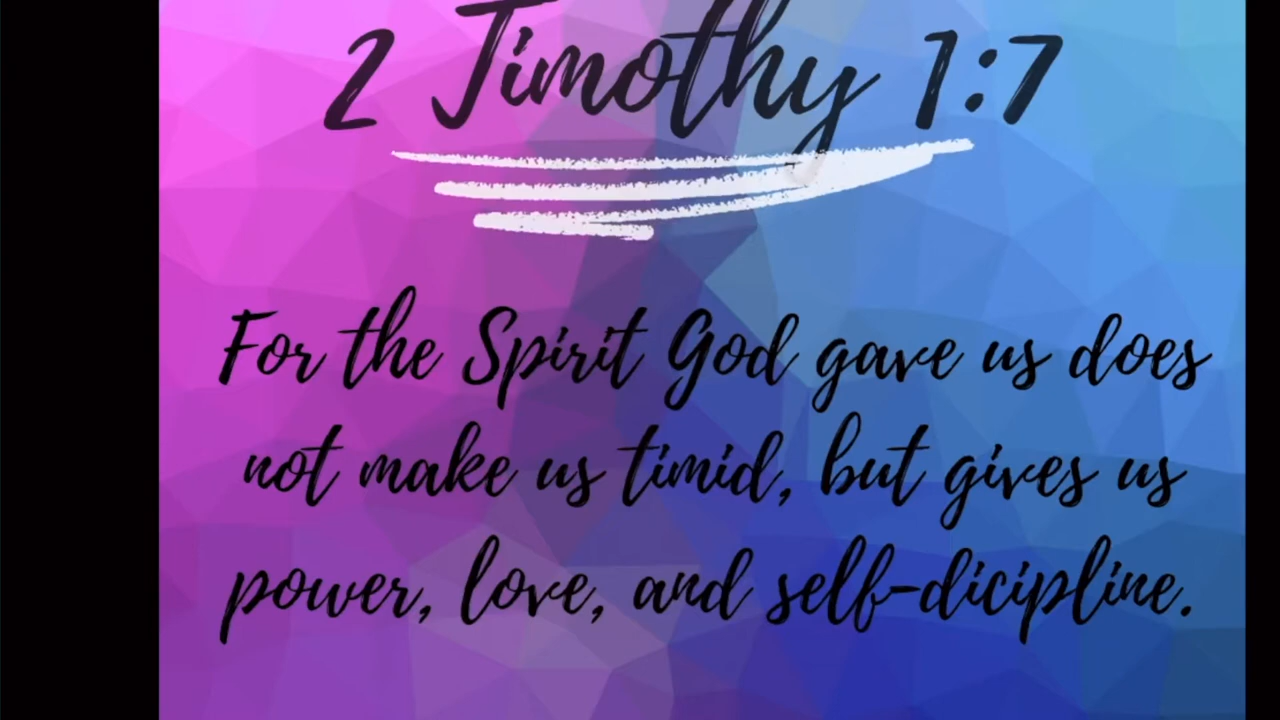 2 Timothy 1:7
For the Spirit God gave us does
not make us timid, but gives us
power, love, and self-dicipline.